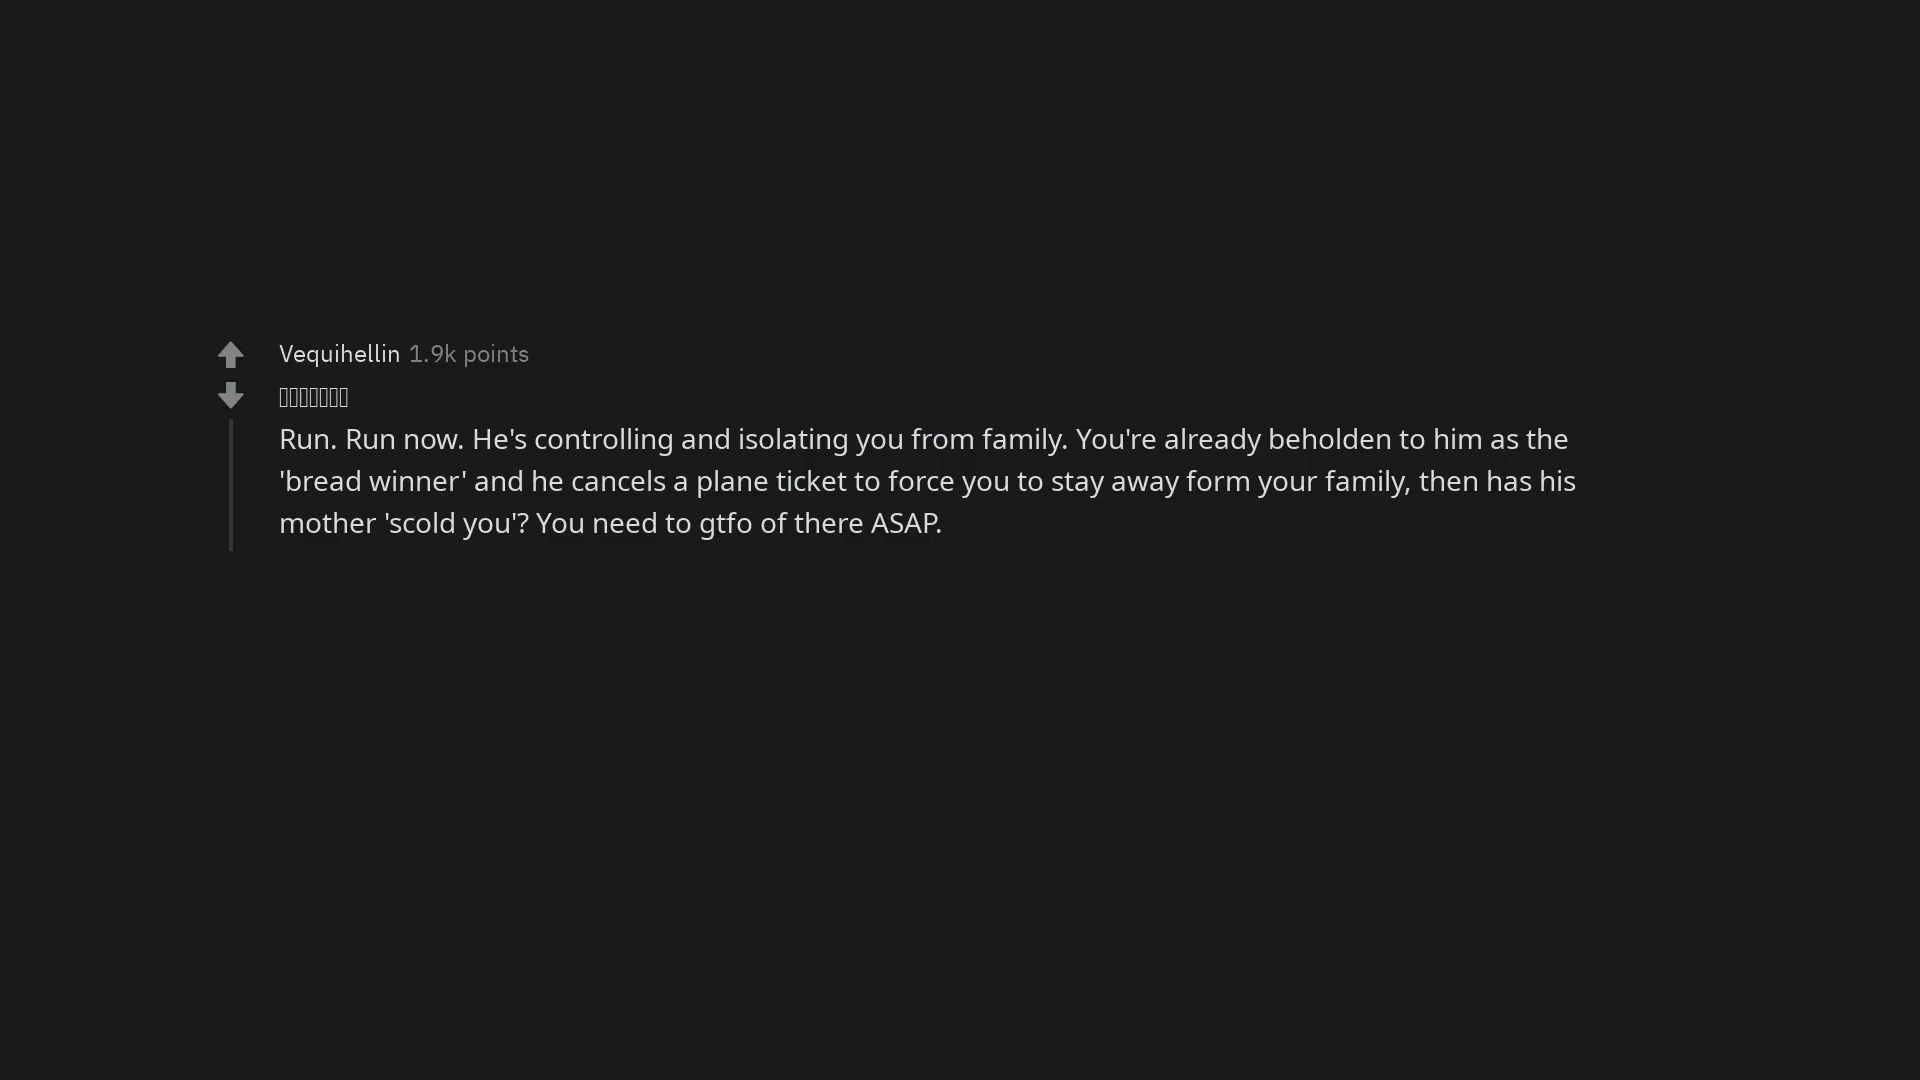 Vequihellin 1.9k points
Run. Run now. He's controlling and isolating you from family. You're already beholden to him as the
'bread winner' and he cancels a plane ticket to force you to stay away form your family, then has his
mother 'scold you'? You need to gtfo of there ASAP.